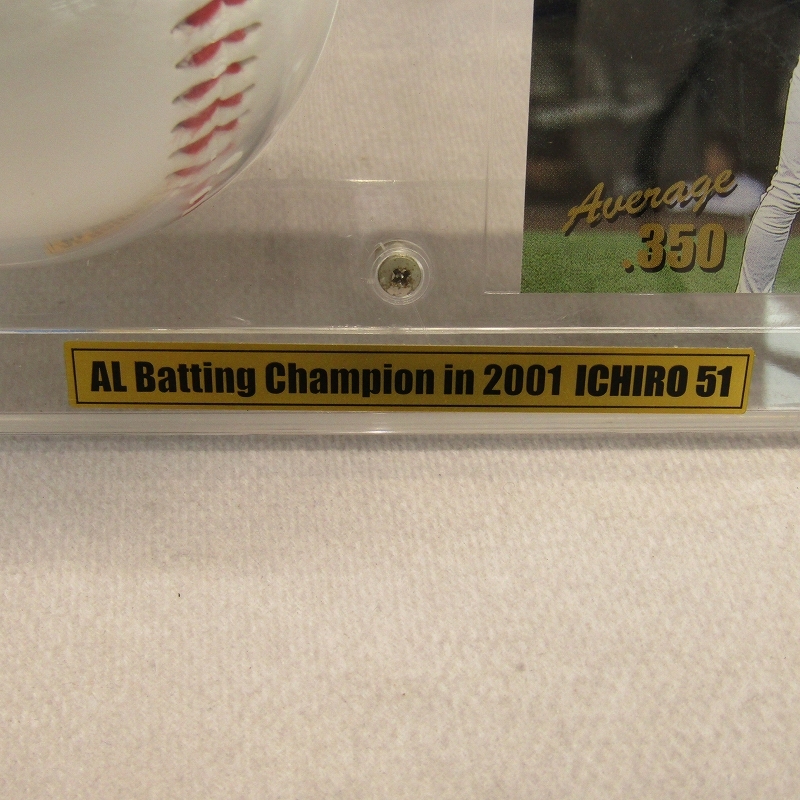 Average
.350
AL Batting Champion in 2001 ICHIRO 51